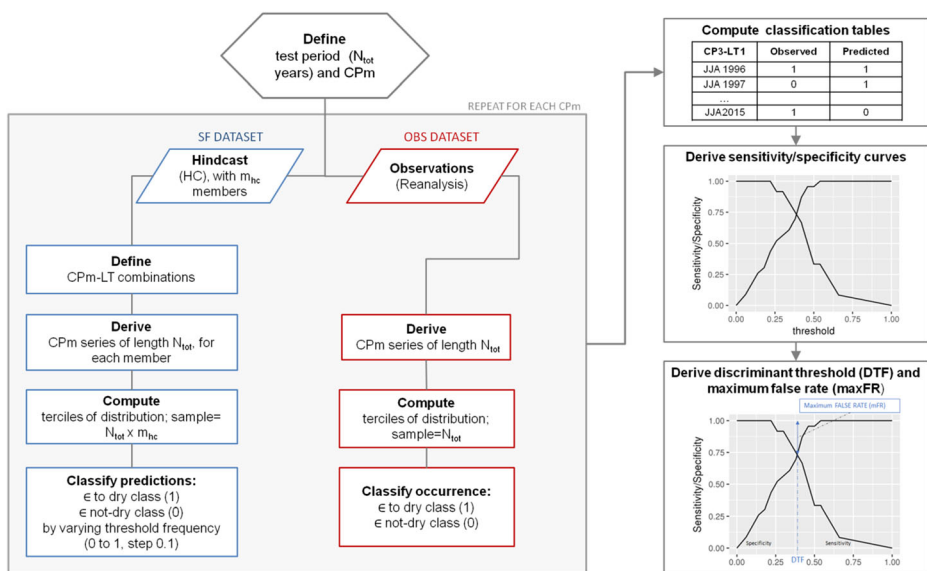 Define
test period (Ntot
years) and CPm
REPEAT FOR EACH CPm
SF DATASET
Hindcast
(HC), with mhc
members
Define
CPm-LT combinations
Derive
CPm series of length Ntot, for
each member
Compute
terciles of distribution; sample=
Ntot x mhc
Classify predictions:
ϵ to dry class (1)
ϵ not-dry class (0)
by varying threshold frequency
(0 to 1, step 0.1)
OBS DATASET
Observations
(Reanalysis)
Derive
CPm series of length Ntot
Compute
terciles of distribution;
sample=Ntot
Classify occurrence:
ϵ to dry class (1)
ϵ not-dry class (0)
Compute classification tables
CP3-LT1 Observed Predicted
JJA 1996 1 1
JJA 1997 0 1
...
JJA2015 1 0
Derive sensitivity/specificity curves
Sensitivity/Specificity
1.00
0.75
0.50
0.25
0.00
0.00 0.25 0.50 0.75 1.00
threshold
Derive discriminant threshold (DTF) and
maximum false rate (maxFR)
Maximum FALSE RATE (mFR)
Sensitivity/Specificity
1.00
0.75
0.50
0.25
0.00
Specificity Sensitivity
0.00 0.25 0.50 0.75 1.00
DTF